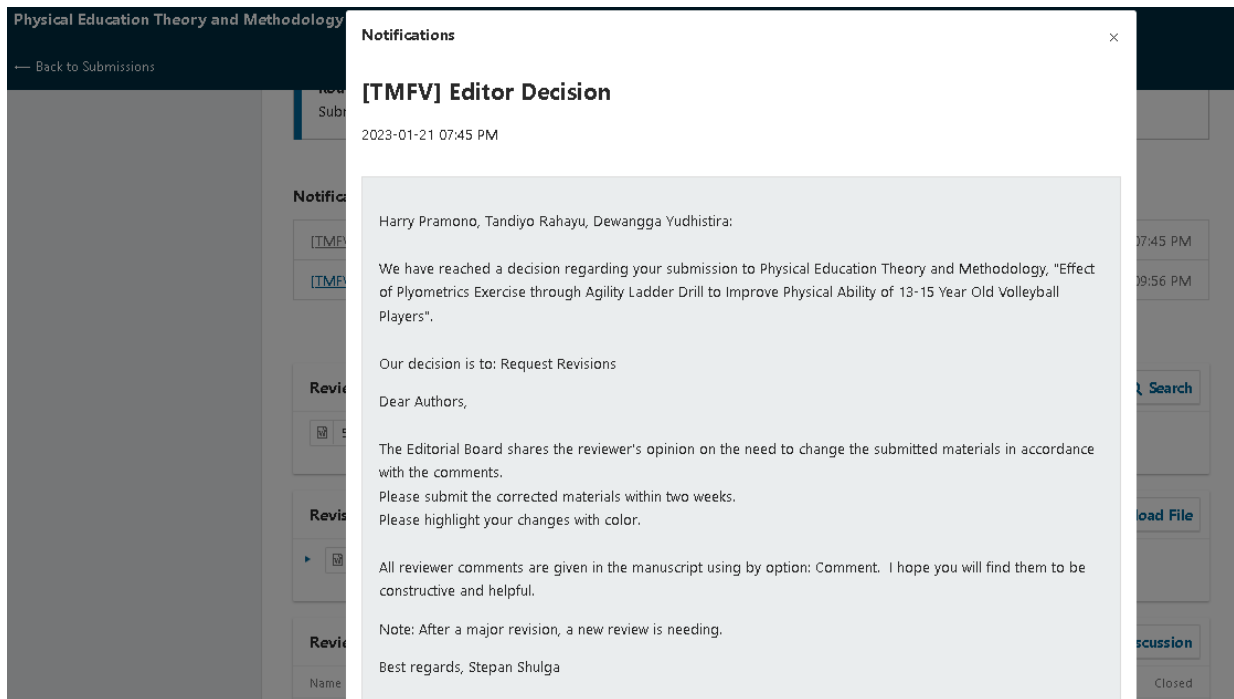 Physical Education Theory and Methodology
← Back to Submissions
Notifications
×
[TMFV] Editor Decision
2023-01-21 07:45 PM
Harry Pramono, Tandiyo Rahayu, Dewangga Yudhistira:
We have reached a decision regarding your submission to Physical Education Theory and Methodology, "Effect
of Plyometrics Exercise through Agility Ladder Drill to Improve Physical Ability of 13-15 Year Old Volleyball
Players".
Our decision is to: Request Revisions
Dear Authors,
The Editorial Board shares the reviewer's opinion on the need to change the submitted materials in accordance
with the comments.
Please submit the corrected materials within two weeks.
Please highlight your changes with color.
All reviewer comments are given in the manuscript using by option: Comment. I hope you will find them to be
constructive and helpful.
Note: After a major revision, a new review is needing.
Best regards, Stepan Shulga
Subr
Notifica
[TMFV
07:45 PM
[TMFV
09:56 PM
Revie
Search
Revis
load File
Revie
scussion
Name
Closed